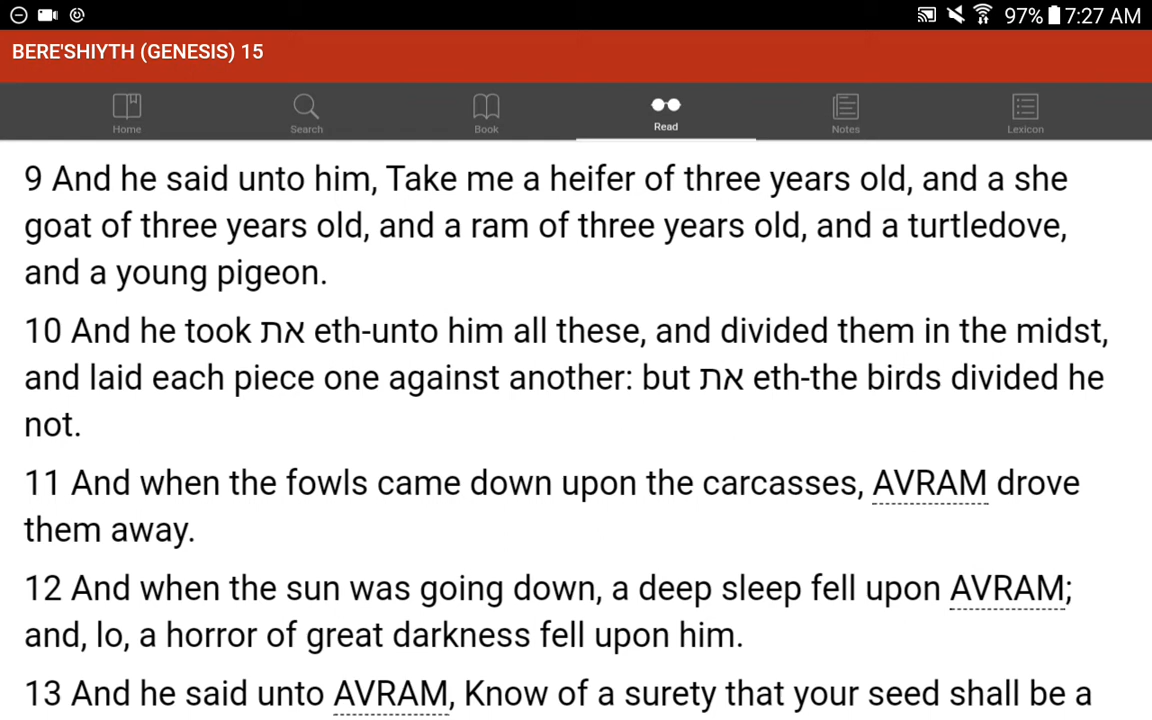 97% 7:27 AM
BERE'SHIYTH (GENESIS) 15
Home Search Book Read Notes Lexicon
9 And he said unto him, Take me a heifer of three years old, and a she
goat of three years old, and a ram of three years old, and a turtledove,
and a young pigeon.
10 And he took את eth-unto him all these, and divided them in the midst,
and laid each piece one against another: but את eth-the birds divided he
not.
11 And when the fowls came down upon the carcasses, AVRAM drove
them away.
12 And when the sun was going down, a deep sleep fell upon AVRAM;
and, lo, a horror of great darkness fell upon him.
13 And he said unto AVRAM, Know of a surety that your seed shall be a